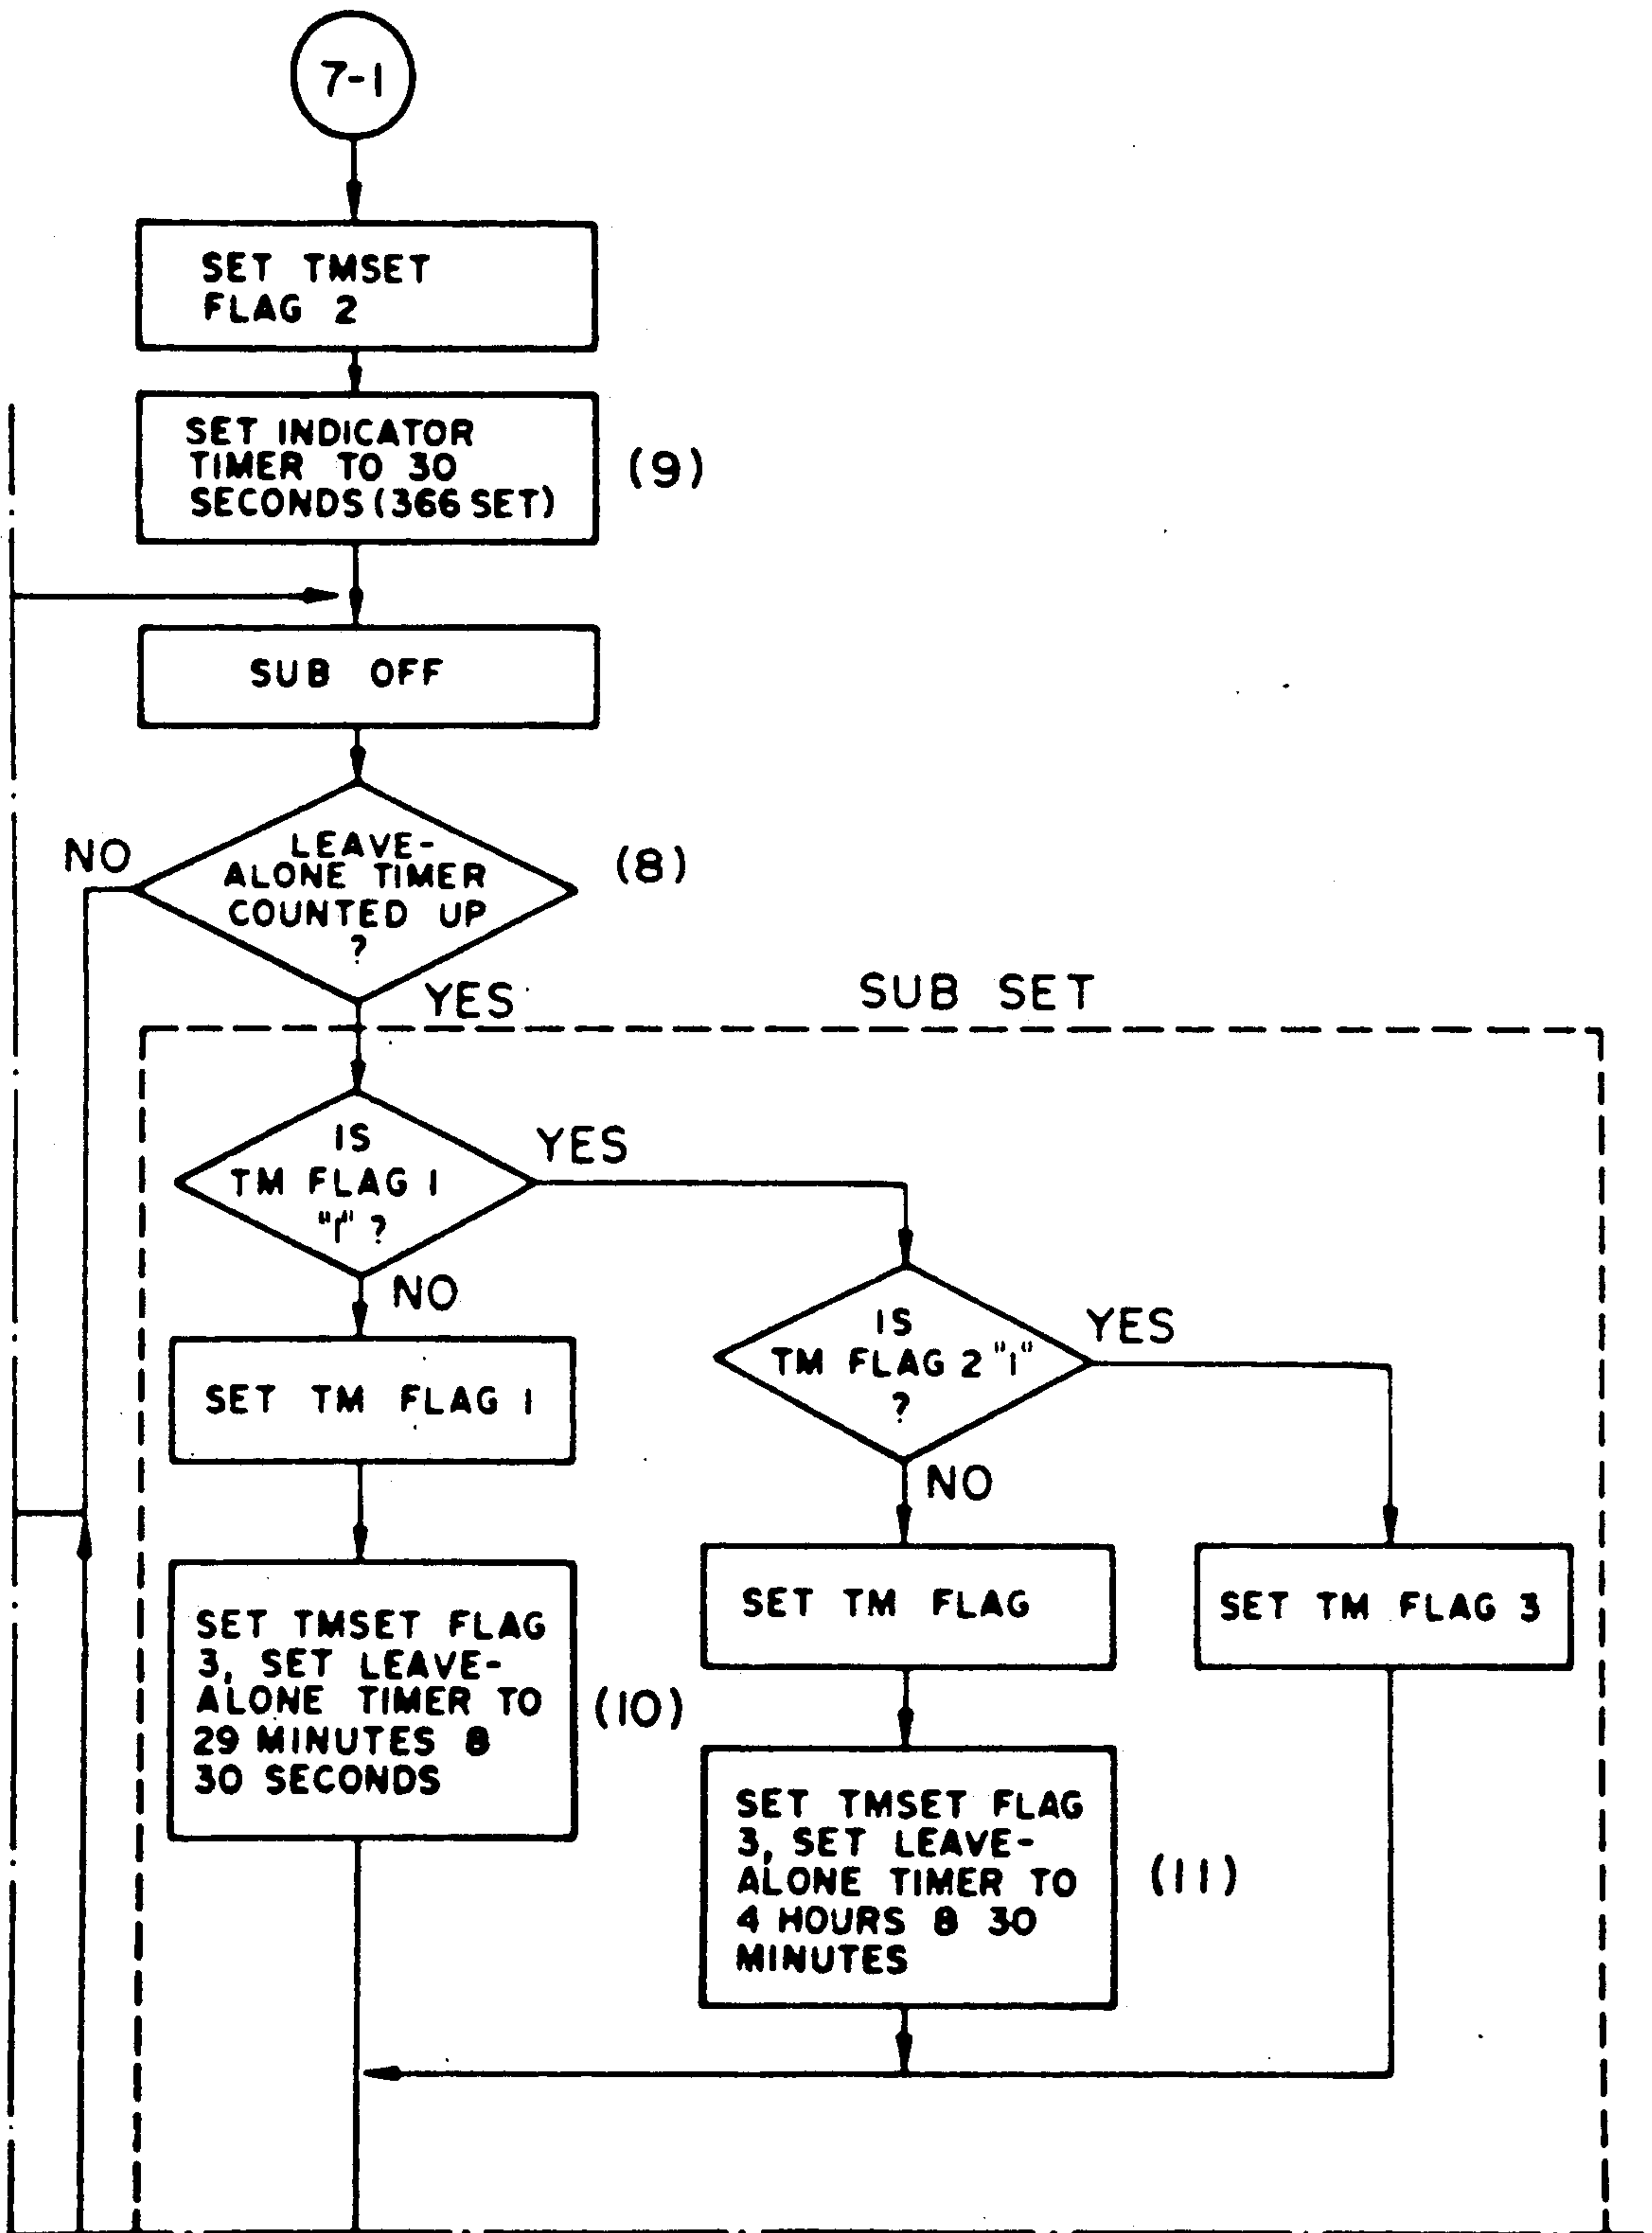 7-1
SET TMSET
FLAG 2
SET INDICATOR
TIMER TO 30
SECONDS (366 SET)
(9)
SUB OFF
LEAVE-
ALONE TIMER
COUNTED UP
?
(8)
NO
YES
SUB SET
IS
TM FLAG 1
"1" ?
YES
NO
IS
TM FLAG 2 "1"
?
YES
NO
SET TM FLAG 1
SET TM FLAG
SET TM FLAG 3
SET TMSET FLAG
3, SET LEAVE-
ALONE TIMER TO
29 MINUTES &
30 SECONDS
(10)
SET TMSET FLAG
3, SET LEAVE-
ALONE TIMER TO
4 HOURS & 30
MINUTES
(11)